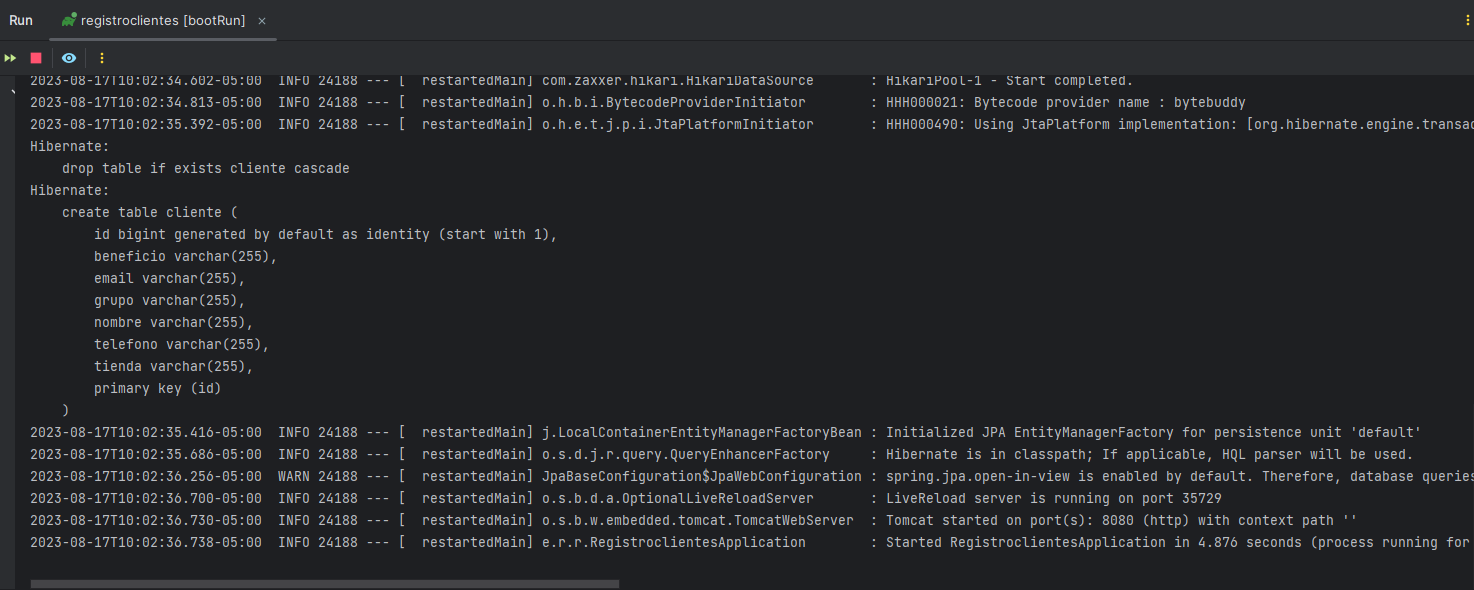 Run registroclientes [bootRun]
2023-08-17T10:02:34.602-05:00  INFO 24188 --- [  restartedMain] com.zaxxer.hikari.HikariDataSource       : HikariPool-1 - Start completed.
2023-08-17T10:02:34.813-05:00  INFO 24188 --- [  restartedMain] o.h.b.i.BytecodeProviderInitiator        : HHH000021: Bytecode provider name : bytebuddy
2023-08-17T10:02:35.392-05:00  INFO 24188 --- [  restartedMain] o.h.e.t.j.p.i.JtaPlatformInitiator       : HHH000490: Using JtaPlatform implementation: [org.hibernate.engine.transac
Hibernate:
    drop table if exists cliente cascade
Hibernate:
    create table cliente (
        id bigint generated by default as identity (start with 1),
        beneficio varchar(255),
        email varchar(255),
        grupo varchar(255),
        nombre varchar(255),
        telefono varchar(255),
        tienda varchar(255),
        primary key (id)
    )
2023-08-17T10:02:35.416-05:00  INFO 24188 --- [  restartedMain] j.LocalContainerEntityManagerFactoryBean : Initialized JPA EntityManagerFactory for persistence unit 'default'
2023-08-17T10:02:35.686-05:00  INFO 24188 --- [  restartedMain] o.s.d.j.r.query.QueryEnhancerFactory     : Hibernate is in classpath; If applicable, HQL parser will be used.
2023-08-17T10:02:36.256-05:00  WARN 24188 --- [  restartedMain] JpaBaseConfiguration$JpaWebConfiguration : spring.jpa.open-in-view is enabled by default. Therefore, database queries
2023-08-17T10:02:36.700-05:00  INFO 24188 --- [  restartedMain] o.s.b.d.a.OptionalLiveReloadServer       : LiveReload server is running on port 35729
2023-08-17T10:02:36.730-05:00  INFO 24188 --- [  restartedMain] o.s.b.w.embedded.tomcat.TomcatWebServer  : Tomcat started on port(s): 8080 (http) with context path ''
2023-08-17T10:02:36.738-05:00  INFO 24188 --- [  restartedMain] e.r.r.RegistroclientesApplication        : Started RegistroclientesApplication in 4.876 seconds (process running for